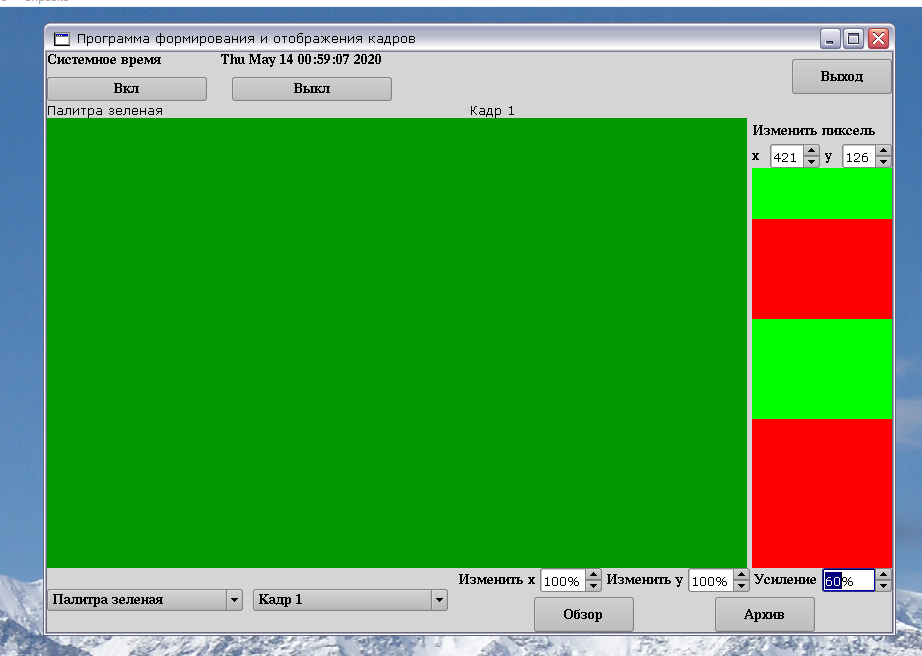 Программа формирования и отображения кадров
Системное время Thu May 14 00:59:07 2020
Вкл Выкл Выход
Палитра зеленая Кадр 1
Изменить пиксель
x 421 y 126
Изменить x 100% Изменить y 100% Усиление 60%
Палитра зеленая Кадр 1
Обзор Архив